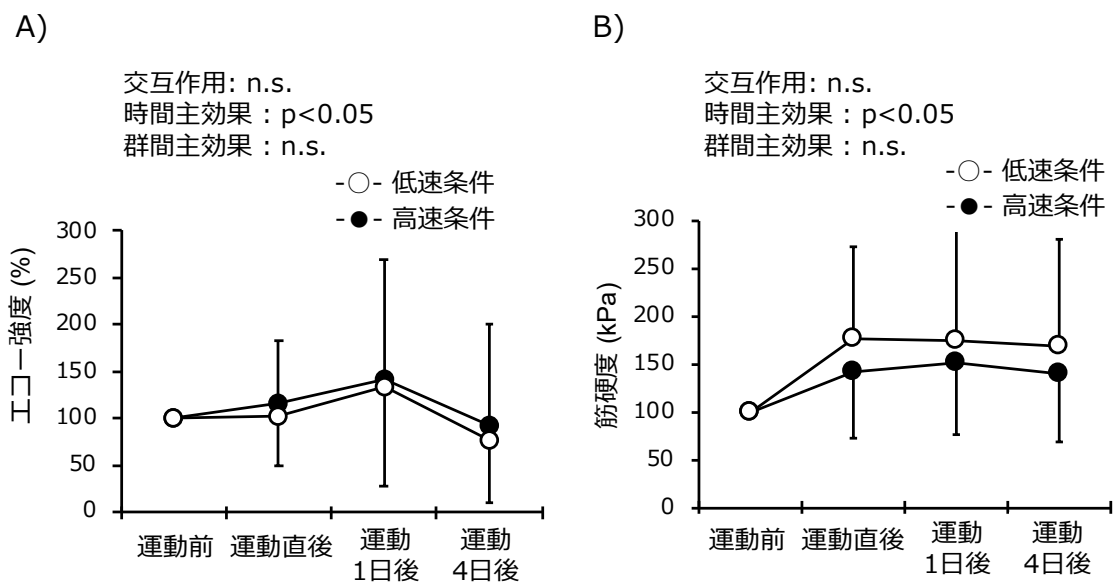 A)
交互作用: n.s.
時間主効果：p<0.05
群間主効果：n.s.
-○- 低速条件
-●- 高速条件
エコー強度 (%)
300
250
200
150
100
50
0
運動前
運動直後
運動
1日後
運動
4日後
B)
交互作用: n.s.
時間主効果：p<0.05
群間主効果：n.s.
-○- 低速条件
-●- 高速条件
筋硬度 (kPa)
300
250
200
150
100
50
0
運動前
運動直後
運動
1日後
運動
4日後